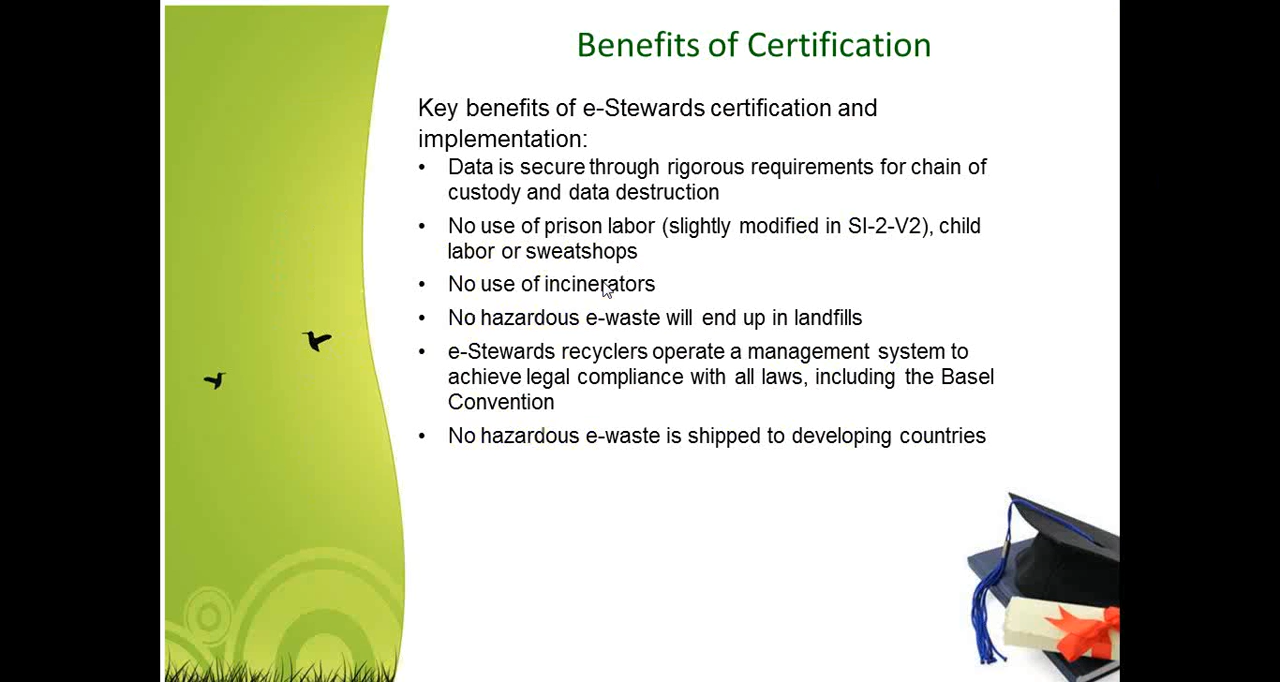 Benefits of Certification
Key benefits of e-Stewards certification and
implementation:
• Data is secure through rigorous requirements for chain of
custody and data destruction
• No use of prison labor (slightly modified in SI-2-V2), child
labor or sweatshops
• No use of incinerators
• No hazardous e-waste will end up in landfills
• e-Stewards recyclers operate a management system to
achieve legal compliance with all laws, including the Basel
Convention
• No hazardous e-waste is shipped to developing countries